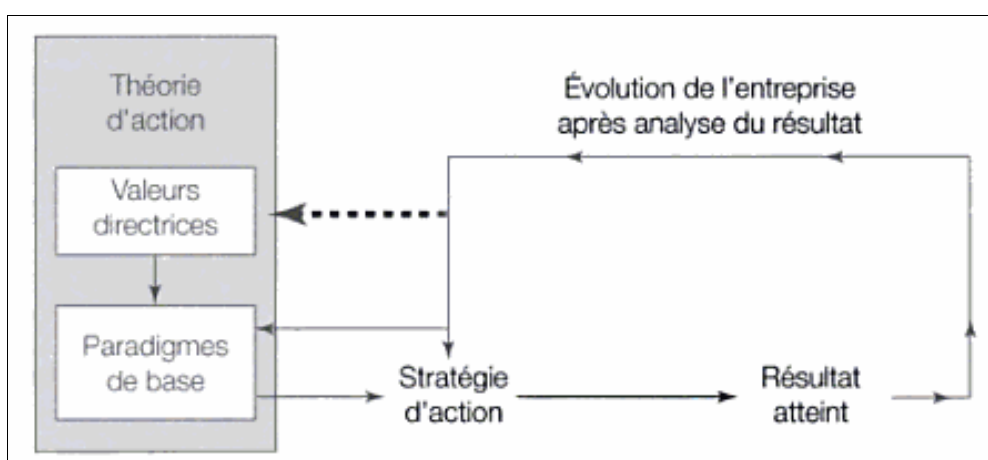 Théorie
d'action
Valeurs
directrices
Paradigmes
de base
Évolution de l'entreprise
après analyse du résultat
Stratégie
d'action
Résultat
atteint